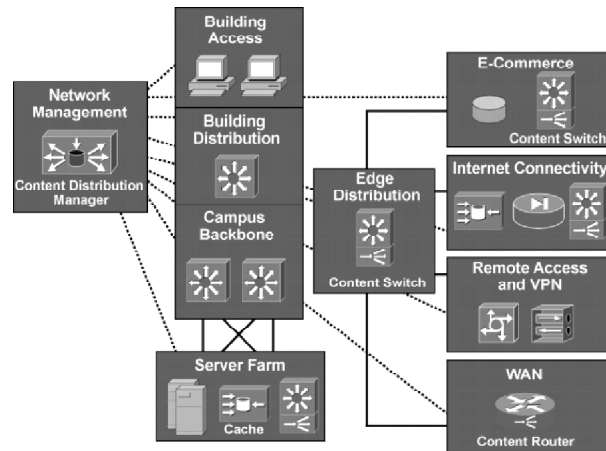 Building
Access
Network
Management
Content Distribution
Manager
Building
Distribution
Campus
Backbone
Edge
Distribution
Content Switch
Server Farm
Cache
E-Commerce
Content Switch
Internet Connectivity
Remote Access
and VPN
WAN
Content Router